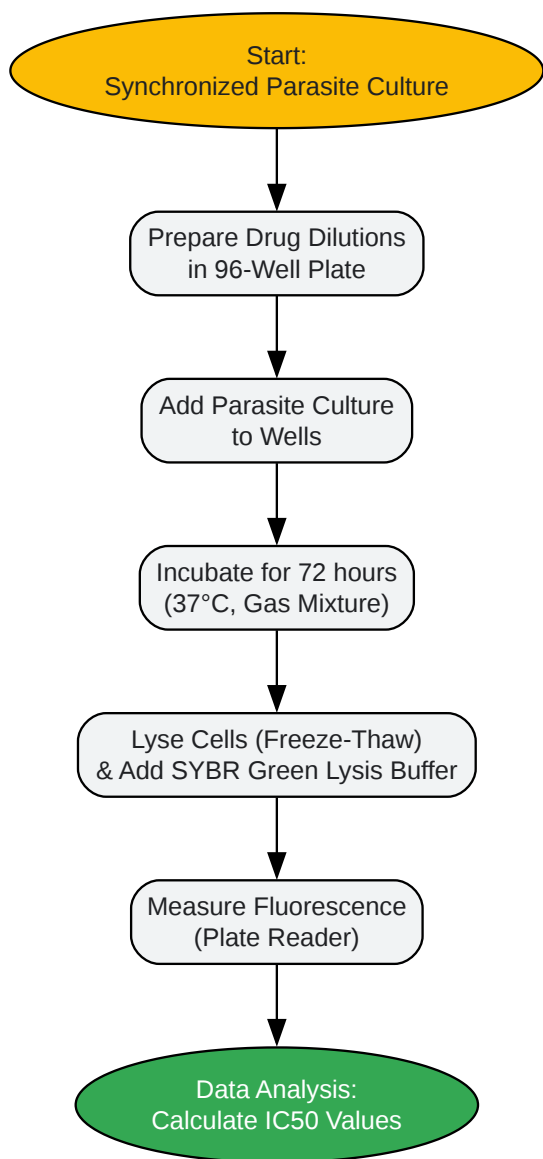 Start:
Synchronized Parasite Culture
Prepare Drug Dilutions
in 96-Well Plate
Add Parasite Culture
to Wells
Incubate for 72 hours
(37°C, Gas Mixture)
Lyse Cells (Freeze-Thaw)
& Add SYBR Green Lysis Buffer
Measure Fluorescence
(Plate Reader)
Data Analysis:
Calculate IC50 Values